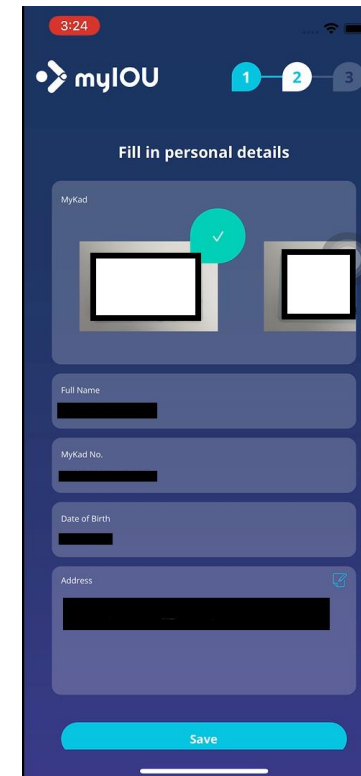 3:24
myIOU
1 2 3
Fill in personal details
MyKad
Full Name
MyKad No.
Date of Birth
Address
Save